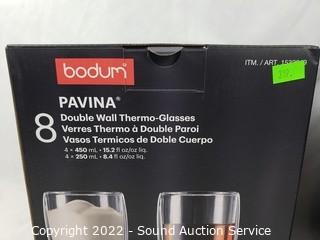 bodum®
ITM. / ART.
PAVINA®
8
Double Wall Thermo-Glasses
Verres Thermo à Double Paroi
Vasos Termicos de Doble Cuerpo
4 x 450 mL • 15.2 fl oz/oz liq.
4 x 250 mL • 8.4 fl oz/oz liq.
Copyright 2022 - Sound Auction Service